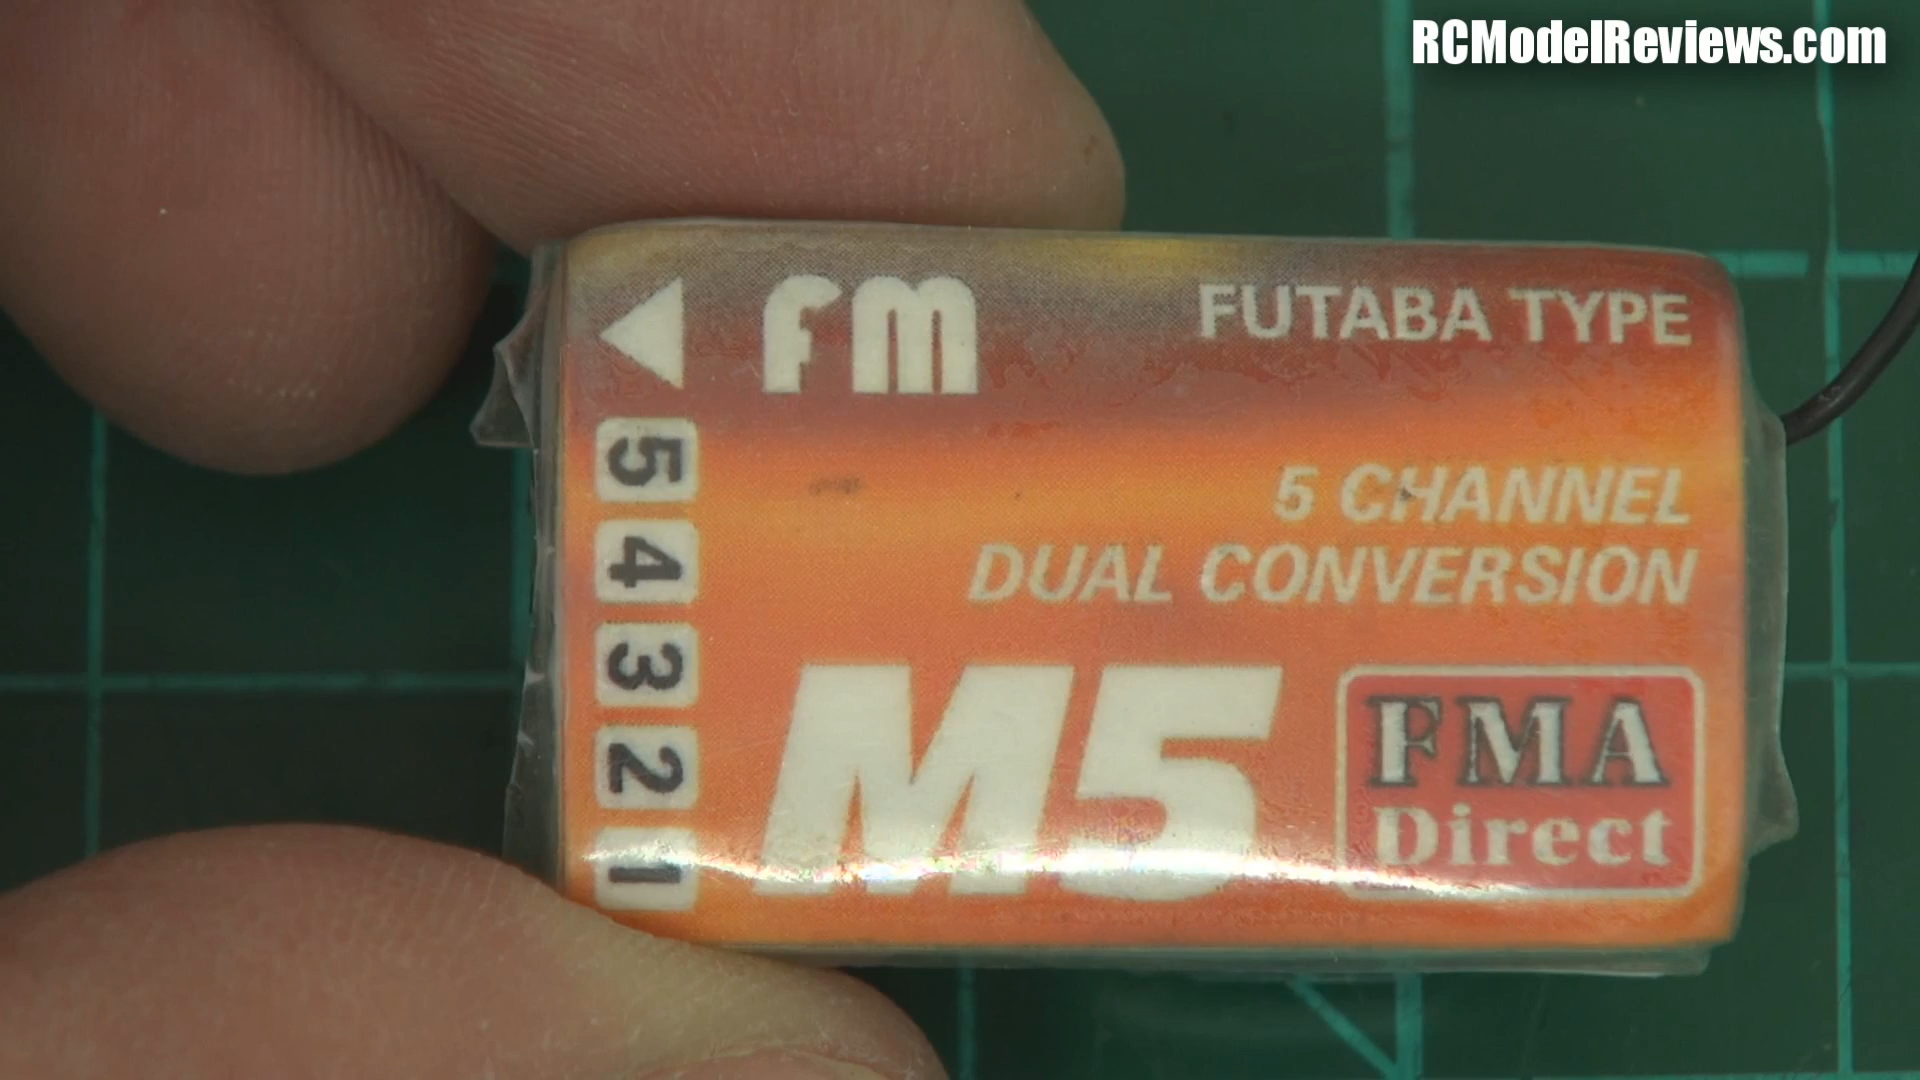 RCModelReviews.com
fm
FUTABA TYPE
5
4
3
2
1
5 CHANNEL
DUAL CONVERSION
M5
FMA
Direct